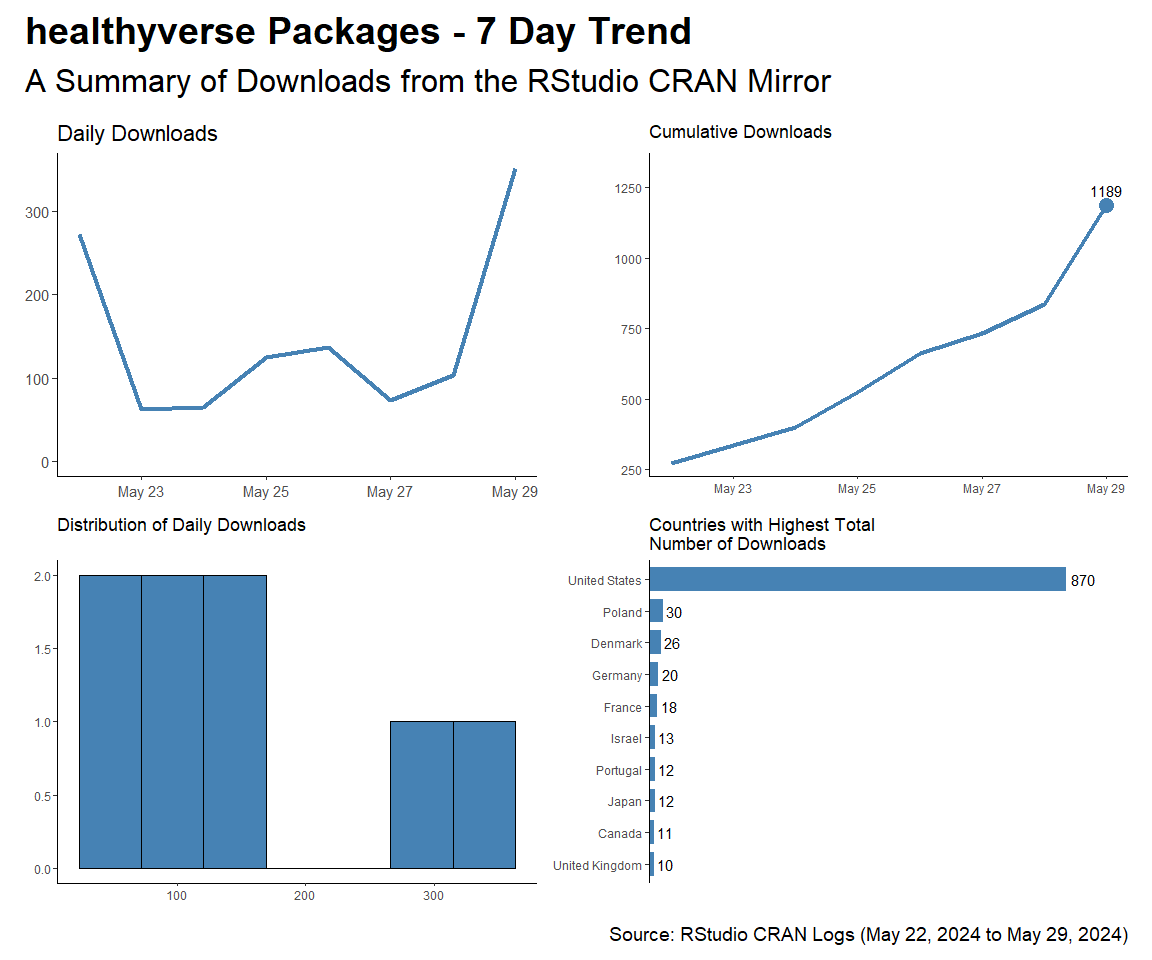 healthyverse Packages - 7 Day Trend
A Summary of Downloads from the RStudio CRAN Mirror
Daily Downloads
300
200
100
0
May 23 May 25 May 27 May 29
Cumulative Downloads
1250
1000
750
500
250
1189
May 23 May 25 May 27 May 29
Distribution of Daily Downloads
2.0
1.5
1.0
0.5
0.0
100 200 300
Countries with Highest Total
Number of Downloads
United States 870
Poland 30
Denmark 26
Germany 20
France 18
Israel 13
Portugal 12
Japan 12
Canada 11
United Kingdom 10
Source: RStudio CRAN Logs (May 22, 2024 to May 29, 2024)